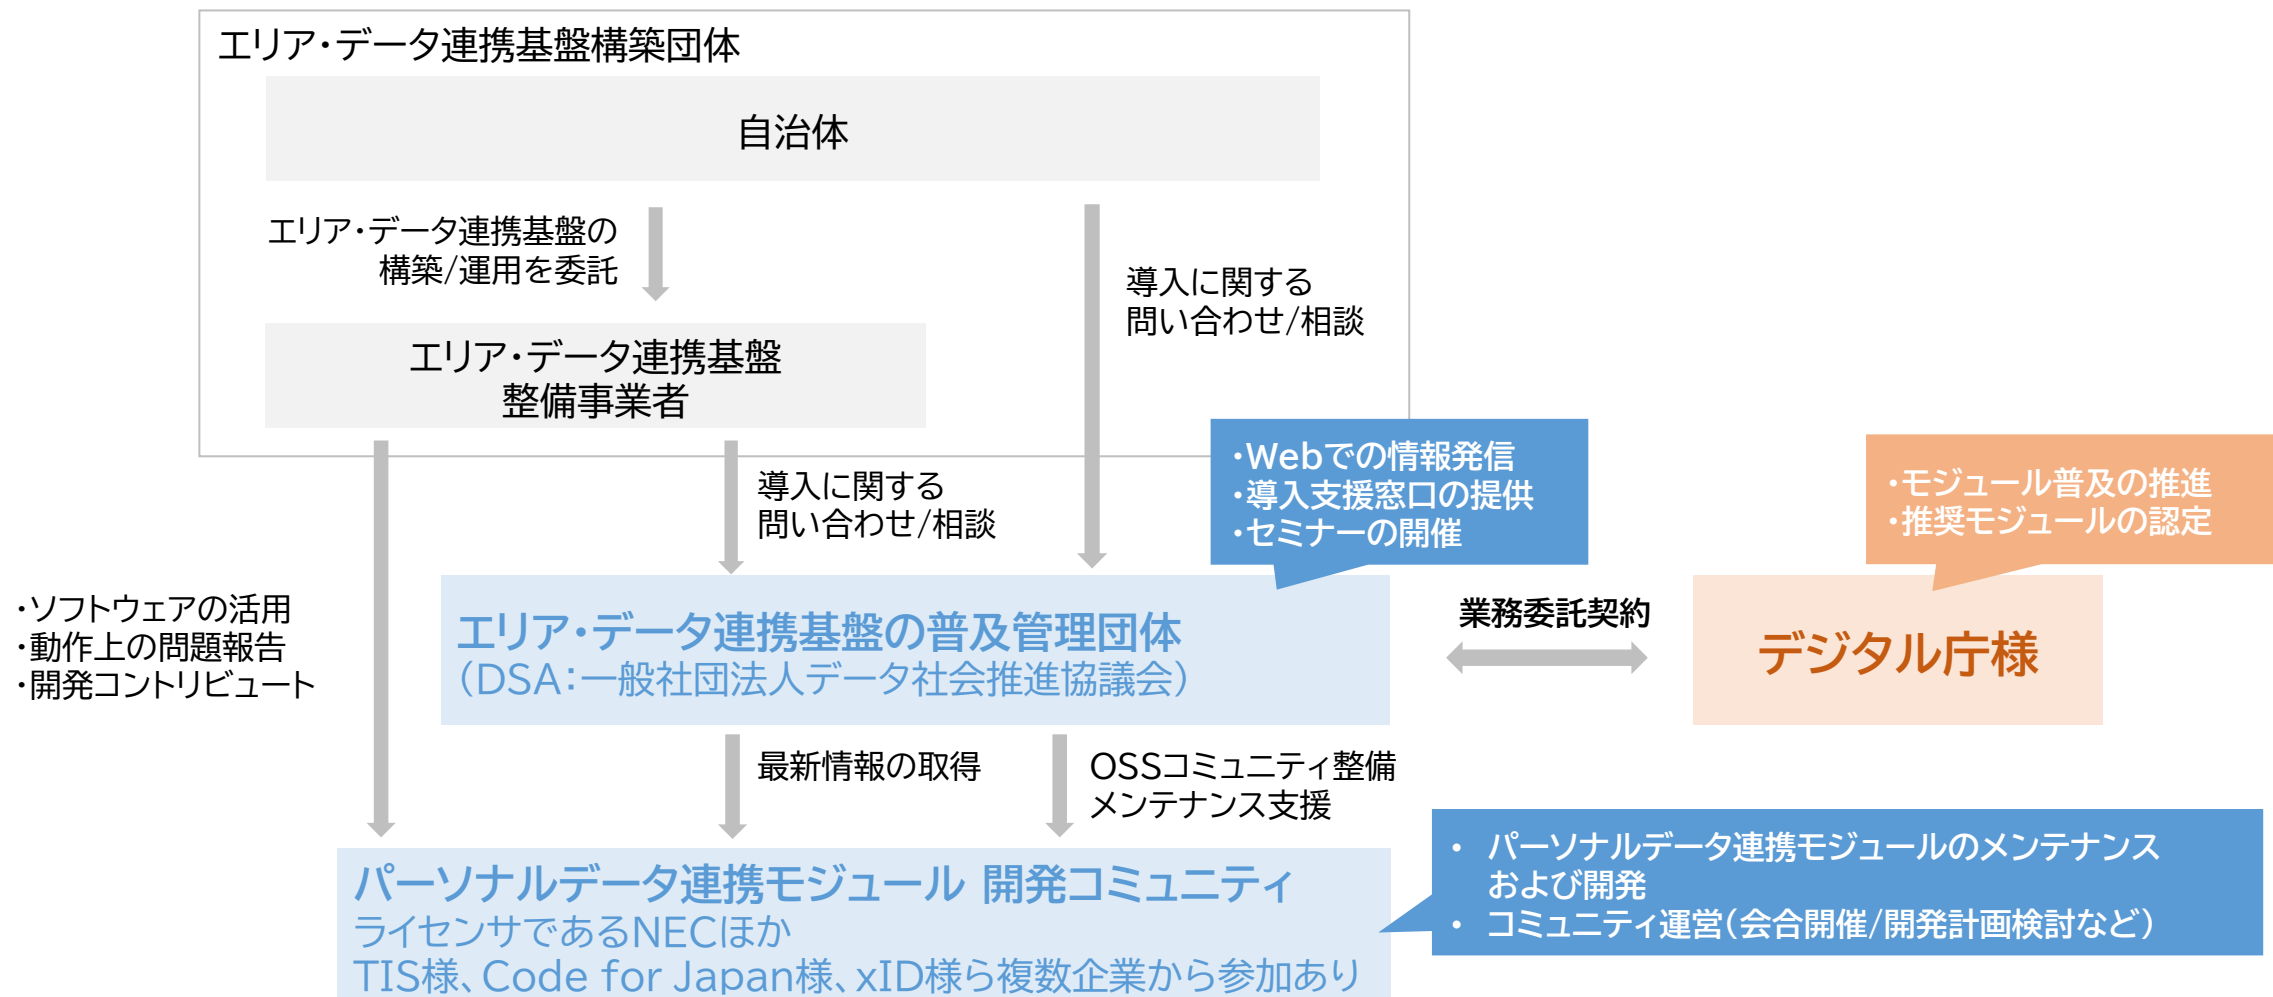 エリア・データ連携基盤構築団体
自治体
エリア・データ連携基盤の
構築/運用を委託
導入に関する
問い合わせ/相談
エリア・データ連携基盤
整備事業者
導入に関する
問い合わせ/相談
・Webでの情報発信
・導入支援窓口の提供
・セミナーの開催
・モジュール普及の推進
・推奨モジュールの認定
・ソフトウェアの活用
・動作上の問題報告
・開発コントリビュート
エリア・データ連携基盤の普及管理団体
(DSA:一般社団法人データ社会推進協議会)
業務委託契約
デジタル庁様
最新情報の取得
OSSコミュニティ整備
メンテナンス支援
パーソナルデータ連携モジュール 開発コミュニティ
ライセンサであるNECほか
TIS様、Code for Japan様、xID様ら複数企業から参加あり
• パーソナルデータ連携モジュールのメンテナンス
および開発
• コミュニティ運営(会合開催/開発計画検討など)